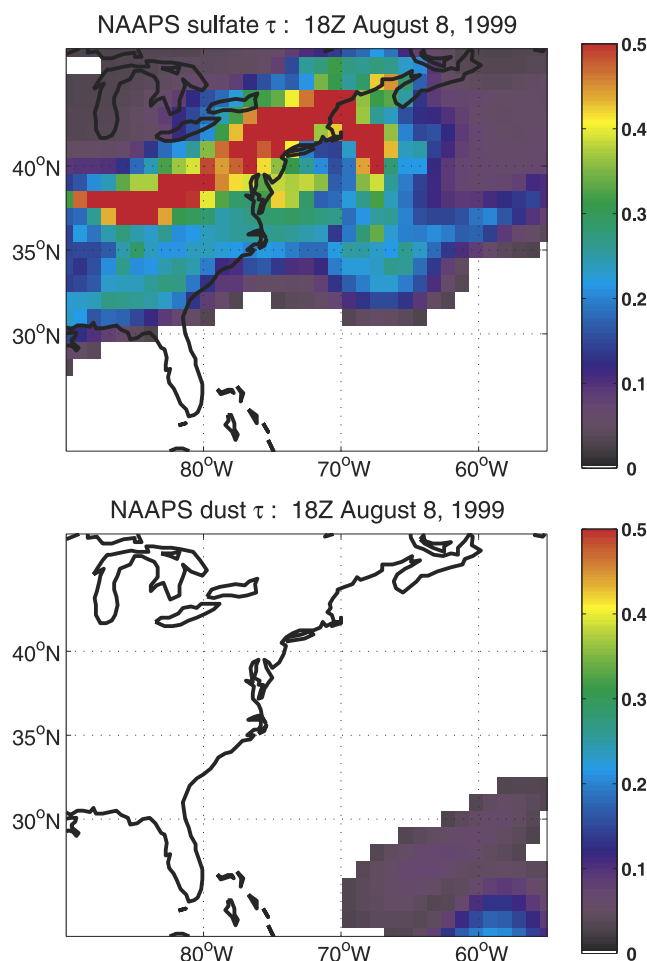 NAAPS sulfate τ : 18Z August 8, 1999
0.5
0.4
0.3
0.2
0.1
0
40°N
35°N
30°N
80°W 70°W 60°W
NAAPS dust τ : 18Z August 8, 1999
0.5
0.4
0.3
0.2
0.1
0
40°N
35°N
30°N
80°W 70°W 60°W